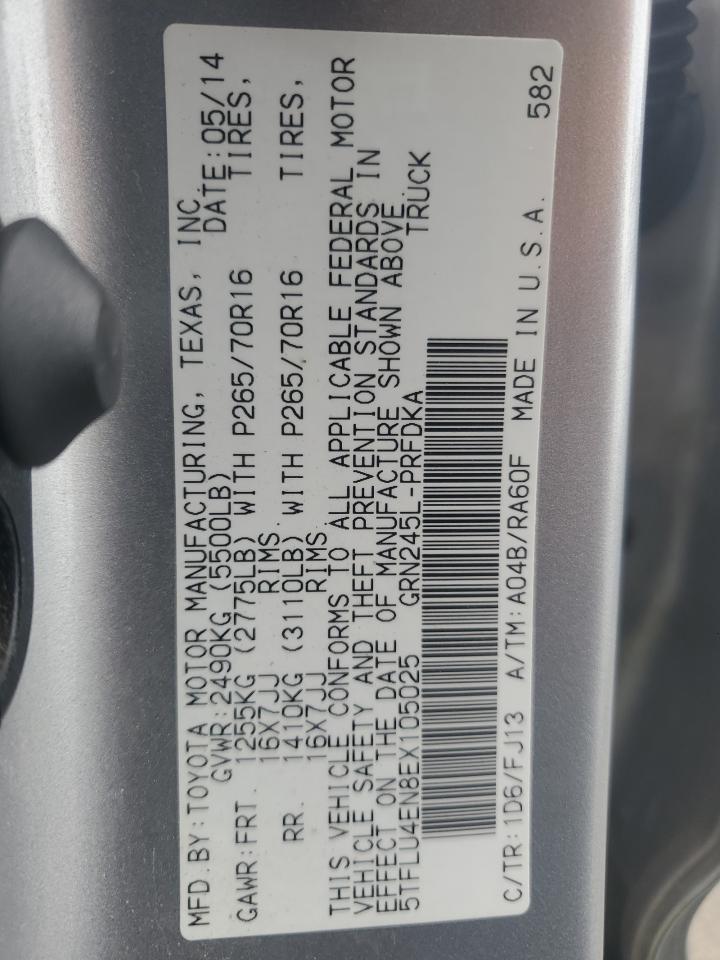 MFD.BY:TOYOTA MOTOR MANUFACTURING, TEXAS, INC.
GVWR:2490KG (5500LB) DATE:05/14
GAWR:FRT. 1255KG (2775LB) WITH P265/70R16 TIRES,
16X7JJ RIMS
RR. 1410KG (3110LB) WITH P265/70R16 TIRES,
16X7JJ RIMS
THIS VEHICLE CONFORMS TO ALL APPLICABLE FEDERAL MOTOR
VEHICLE SAFETY AND THEFT PREVENTION STANDARDS IN
EFFECT ON THE DATE OF MANUFACTURE SHOWN ABOVE.
5TFLU4EN8EX105025 GRN245L-PRFDKA TRUCK
C/TR:1D6/FJ13 A/TM:A04B/RA60F MADE IN U.S.A. 582